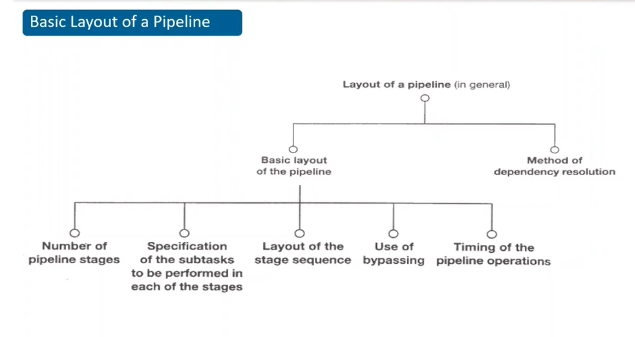 Basic Layout of a Pipeline
Layout of a pipeline (in general)
Basic layout
of the pipeline
Method of
dependency resolution
Number of
pipeline stages
Specification
of the subtasks
to be performed in
each of the stages
Layout of the
stage sequence
Use of
bypassing
Timing of the
pipeline operations